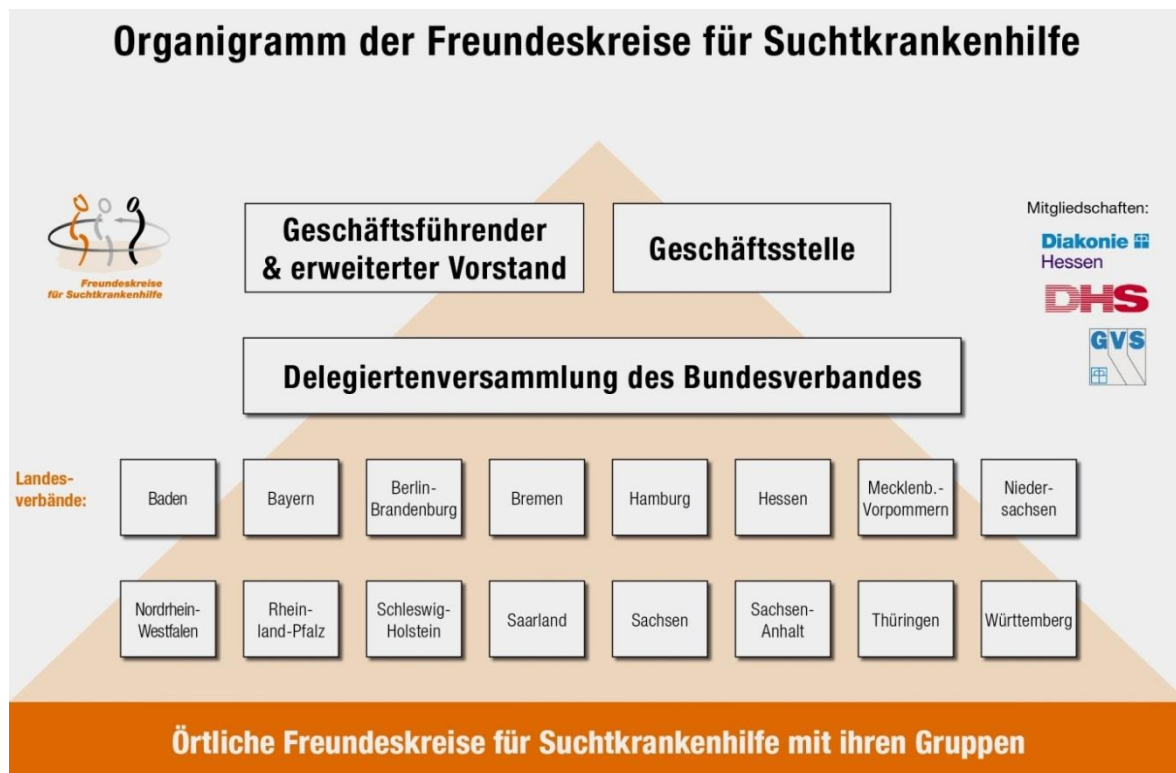 Organigramm der Freundeskreise für Suchtkrankenhilfe
Freundeskreise
für Suchtkrankenhilfe
Geschäftsführender
& erweiterter Vorstand
Geschäftsstelle
Mitgliedschaften:
Diakonie
Hessen
DHS
GVS
Delegiertenversammlung des Bundesverbandes
Landes-
verbände:
Baden
Bayern
Berlin-
Brandenburg
Bremen
Hamburg
Hessen
Mecklenb.-
Vorpommern
Nieder-
sachsen
Nordrhein-
Westfalen
Rhein-
land-Pfalz
Schleswig-
Holstein
Saarland
Sachsen
Sachsen-
Anhalt
Thüringen
Württemberg
Örtliche Freundeskreise für Suchtkrankenhilfe mit ihren Gruppen